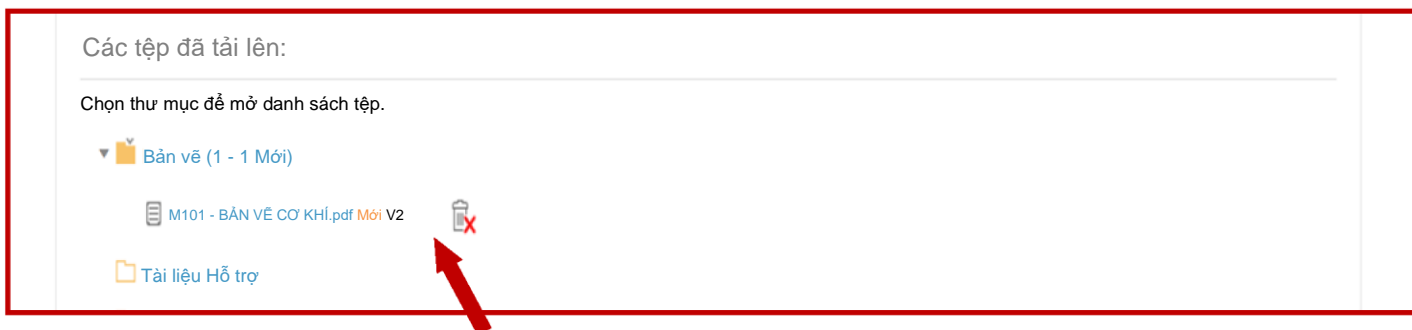 Các tệp đã tải lên:
Chọn thư mục để mở danh sách tệp.
Bản vẽ (1 - 1 Mới)
M101 - BẢN VẼ CƠ KHÍ.pdf Mới V2
Tài liệu Hỗ trợ